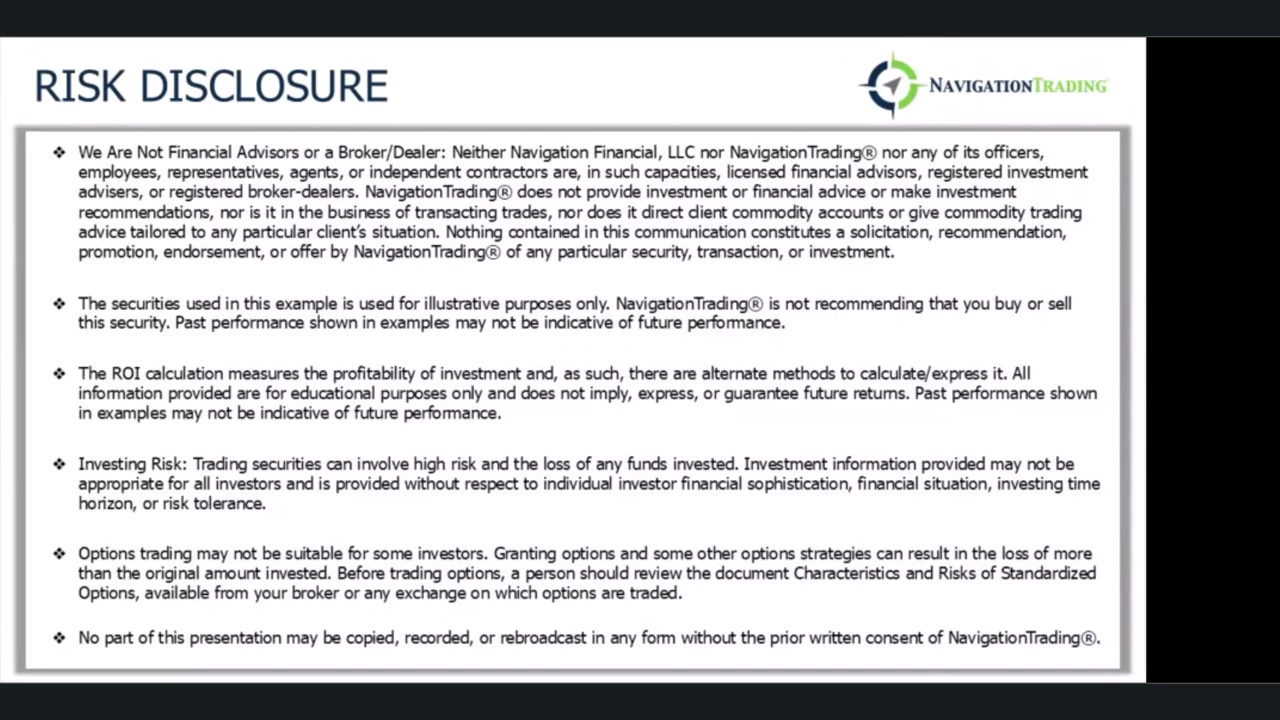 RISK DISCLOSURE
NAVIGATIONTRADING
❖ We Are Not Financial Advisors or a Broker/Dealer: Neither Navigation Financial, LLC nor NavigationTrading® nor any of its officers,
employees, representatives, agents, or independent contractors are, in such capacities, licensed financial advisors, registered investment
advisers, or registered broker-dealers. NavigationTrading® does not provide investment or financial advice or make investment
recommendations, nor is it in the business of transacting trades, nor does it direct client commodity accounts or give commodity trading
advice tailored to any particular client's situation. Nothing contained in this communication constitutes a solicitation, recommendation,
promotion, endorsement, or offer by NavigationTrading® of any particular security, transaction, or investment.
❖ The securities used in this example is used for illustrative purposes only. NavigationTrading® is not recommending that you buy or sell
this security. Past performance shown in examples may not be indicative of future performance.
❖ The ROI calculation measures the profitability of investment and, as such, there are alternate methods to calculate/express it. All
information provided are for educational purposes only and does not imply, express, or guarantee future returns. Past performance shown
in examples may not be indicative of future performance.
❖ Investing Risk: Trading securities can involve high risk and the loss of any funds invested. Investment information provided may not be
appropriate for all investors and is provided without respect to individual investor financial sophistication, financial situation, investing time
horizon, or risk tolerance.
❖ Options trading may not be suitable for some investors. Granting options and some other options strategies can result in the loss of more
than the original amount invested. Before trading options, a person should review the document Characteristics and Risks of Standardized
Options, available from your broker or any exchange on which options are traded.
❖ No part of this presentation may be copied, recorded, or rebroadcast in any form without the prior written consent of NavigationTrading®.